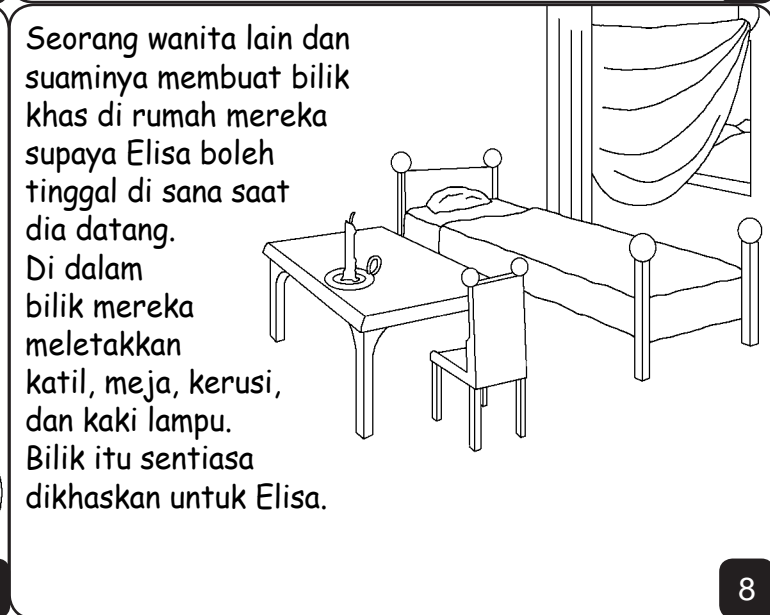 Seorang wanita lain dan
suaminya membuat bilik
khas di rumah mereka
supaya Elisa boleh
tinggal di sana saat
dia datang.
Di dalam
bilik mereka
meletakkan
katil, meja, kerusi,
dan kaki lampu.
Bilik itu sentiasa
dikhaskan untuk Elisa.
8